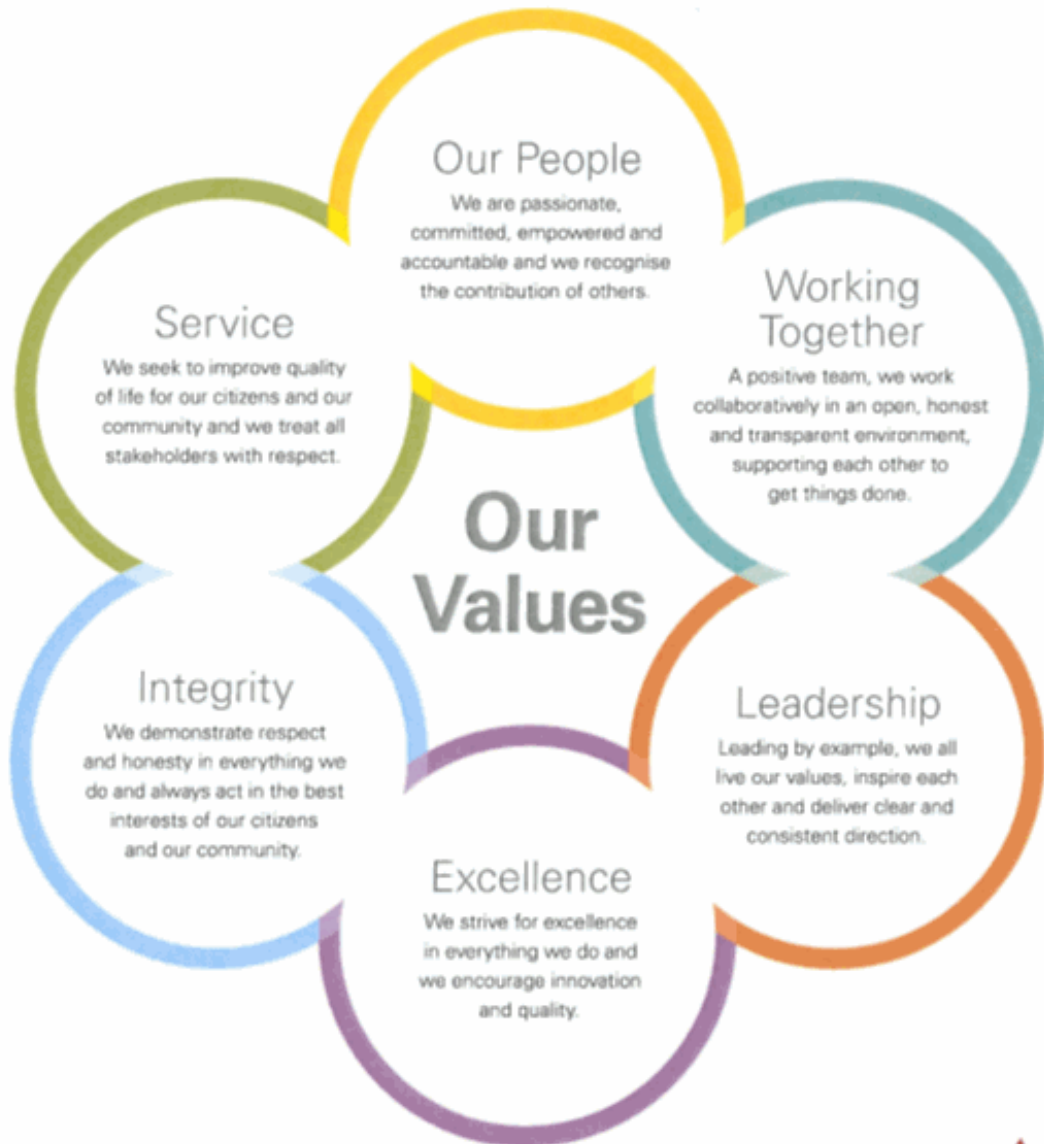 Our People
We are passionate,
committed, empowered and
accountable and we recognise
the contribution of others.
Working
Together
A positive team, we work
collaboratively in an open, honest
and transparent environment,
supporting each other to
get things done.
Service
We seek to improve quality
of life for our citizens and our
community and we treat all
stakeholders with respect.
Our
Values
Integrity
We demonstrate respect
and honesty in everything we
do and always act in the best
interests of our citizens
and our community.
Leadership
Leading by example, we all
live our values, inspire each
other and deliver clear and
consistent direction.
Excellence
We strive for excellence
in everything we do and
we encourage innovation
and quality.